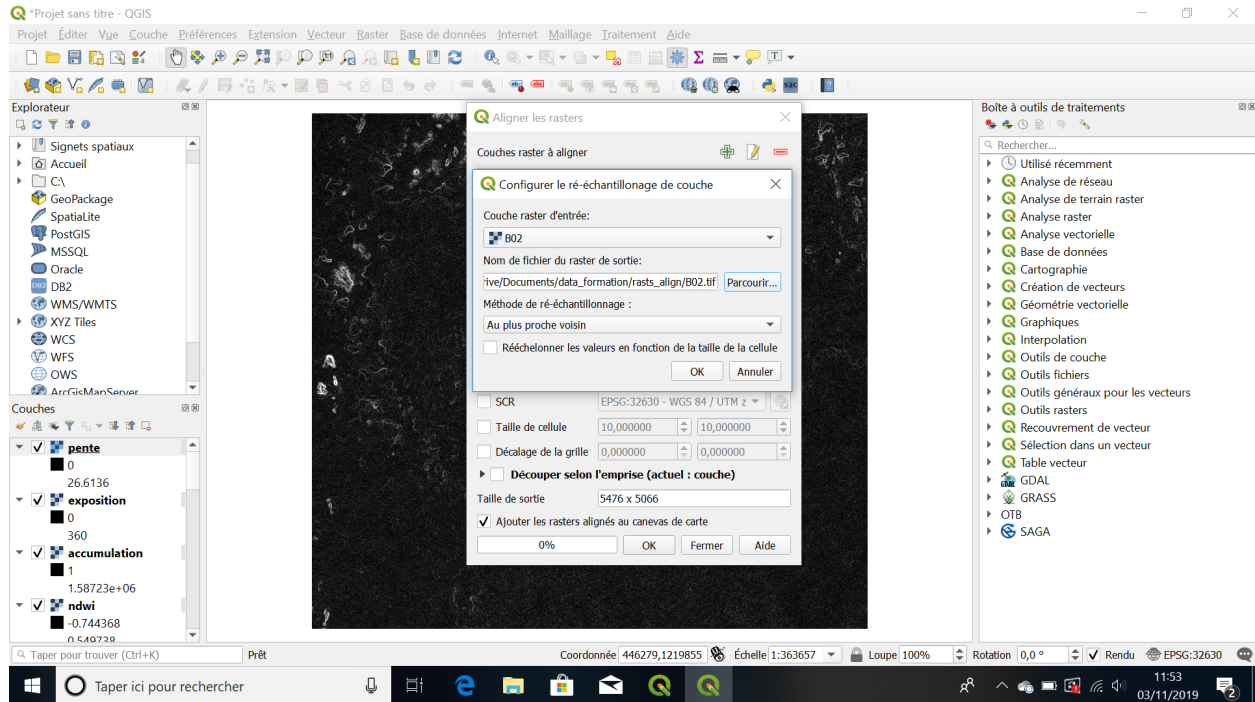 *Projet sans titre - QGIS
Projet Éditer Vue Couche Préférences Extension Vecteur Raster Base de données Internet Maillage Traitement Aide
Explorateur
Signets spatiaux
Accueil
C:\
GeoPackage
SpatiaLite
PostGIS
MSSQL
Oracle
DB2 DB2
WMS/WMTS
XYZ Tiles
WCS
WFS
OWS
ArcGisMapServer
Couches
pente
0
26.6136
exposition
0
360
accumulation
1
1.58723e+06
ndwi
-0.744368
0.549738
Aligner les rasters
Couches raster à aligner
Configurer le ré-échantillonage de couche
Couche raster d'entrée:
B02
Nom de fichier du raster de sortie:
ive/Documents/data_formation/rasts_align/B02.tif Parcourir...
Méthode de ré-échantillonnage :
Au plus proche voisin
Rééchelonner les valeurs en fonction de la taille de la cellule
OK Annuler
SCR EPSG:32630 - WGS 84 / UTM z
Taille de cellule 10,000000 10,000000
Décalage de la grille 0,000000 0,000000
Découper selon l'emprise (actuel : couche)
Taille de sortie 5476 x 5066
Ajouter les rasters alignés au canevas de carte
0% OK Fermer Aide
Boîte à outils de traitements
Rechercher...
Utilisé récemment
Analyse de réseau
Analyse de terrain raster
Analyse raster
Analyse vectorielle
Base de données
Cartographie
Création de vecteurs
Géométrie vectorielle
Graphiques
Interpolation
Outils de couche
Outils fichiers
Outils généraux pour les vecteurs
Outils rasters
Recouvrement de vecteur
Sélection dans un vecteur
Table vecteur
GDAL
GRASS
OTB
SAGA
Taper pour trouver (Ctrl+K) Prêt Coordonnée 446279,1219855 Échelle 1:363657 Loupe 100% Rotation 0,0 ° Rendu EPSG:32630
Taper ici pour rechercher
11:53
03/11/2019
2